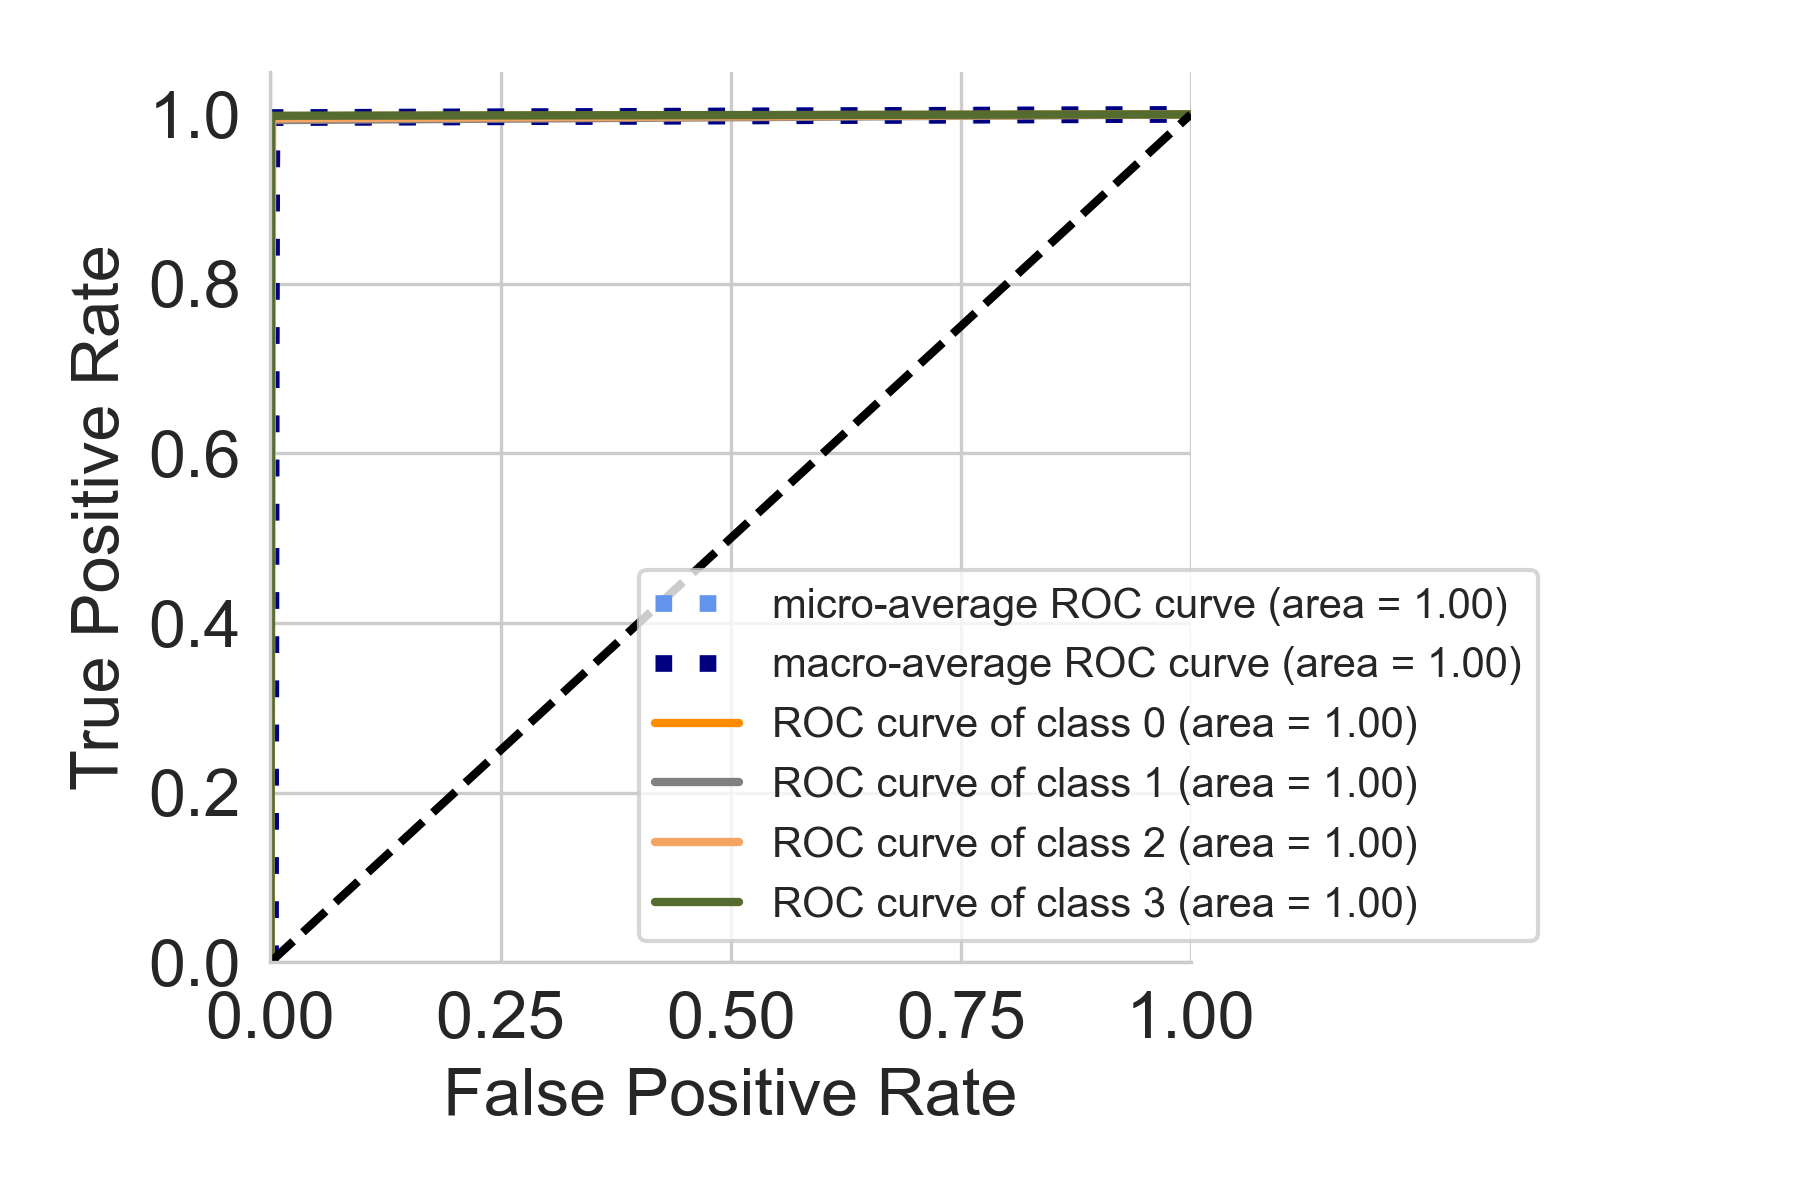 1.0
0.8
0.6
0.4
0.2
0.0
True Positive Rate
micro-average ROC curve (area = 1.00)
macro-average ROC curve (area = 1.00)
ROC curve of class 0 (area = 1.00)
ROC curve of class 1 (area = 1.00)
ROC curve of class 2 (area = 1.00)
ROC curve of class 3 (area = 1.00)
0.00 0.25 0.50 0.75 1.00
False Positive Rate